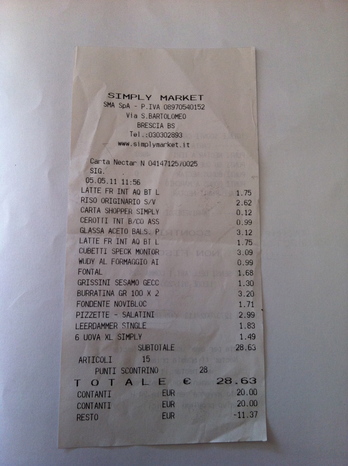 SIMPLY MARKET
SMA SpA - P.IVA 08970540152
Via S.BARTOLOMEO
BRESCIA BS
Tel.:030302893
www.simplymarket.it
Carta Nectar N 0414712570025
SIG.
05.05.11 11:56
LATTE FR INT AQ BT L 1.75
RISO ORIGINARIO S/V 2.62
CARTA SHOPPER SIMPLY 0.12
CEROTTI TNT B/CO ASS 0.99
GLASSA ACETO BALS. P 3.12
LATTE FR INT AQ BT L 1.75
CUBETTI SPECK MONTOR 3.09
WUDY AL FORMAGGIO AI 0.99
FONTAL 1.68
GRISSINI SESAMO GECC 1.30
BURRATINA GR 100 X 2 3.20
FONDENTE NOVIBLOC 1.71
PIZZETTE - SALATINI 2.99
LEERDAMMER SINGLE 1.83
6 UOVA XL SIMPLY 1.49
SUBTOTALE 28.63
ARTICOLI 15
PUNTI SCONTRINO 28
TOTALE € 28.63
CONTANTI EUR 20.00
CONTANTI EUR 20.00
RESTO EUR -11.37